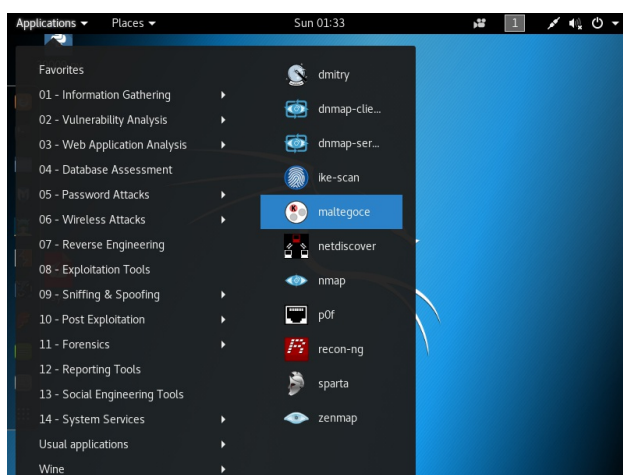 Applications Places Sun 01:33 1
Favorites
01 - Information Gathering
02 - Vulnerability Analysis
03 - Web Application Analysis
04 - Database Assessment
05 - Password Attacks
06 - Wireless Attacks
07 - Reverse Engineering
08 - Exploitation Tools
09 - Sniffing & Spoofing
10 - Post Exploitation
11 - Forensics
12 - Reporting Tools
13 - Social Engineering Tools
14 - System Services
Usual applications
Wine
dmitry
dnmap-clie...
dnmap-ser...
ike-scan
maltegoce
netdiscover
nmap
p0f
recon-ng
sparta
zenmap